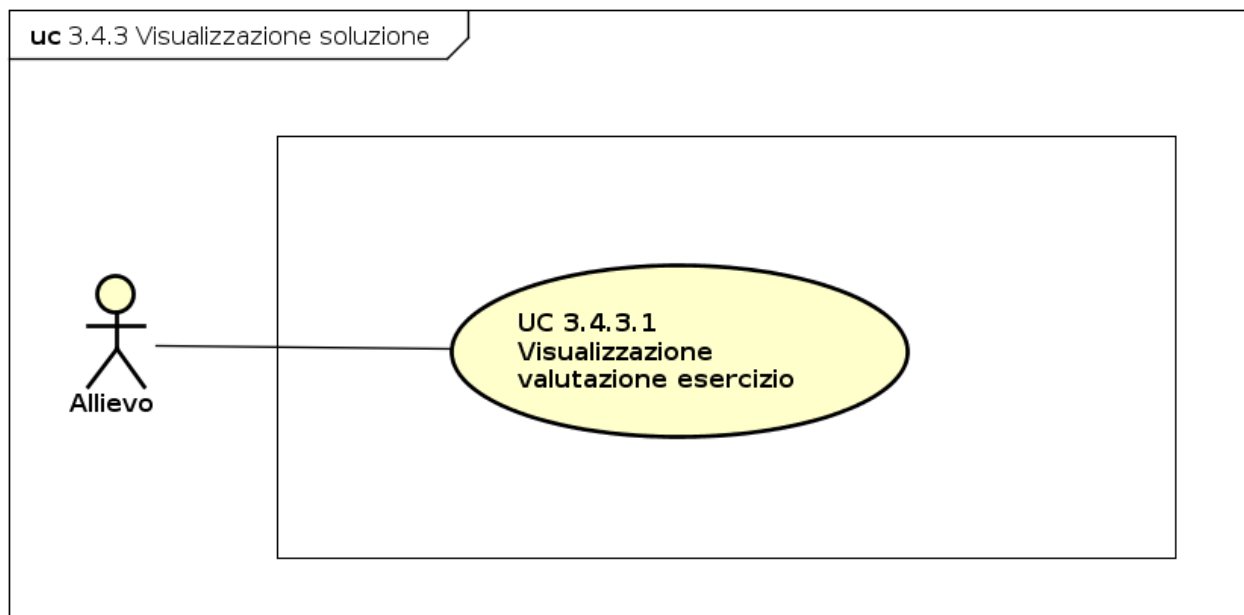 uc 3.4.3 Visualizzazione soluzione
UC 3.4.3.1
Visualizzazione
valutazione esercizio
Allievo